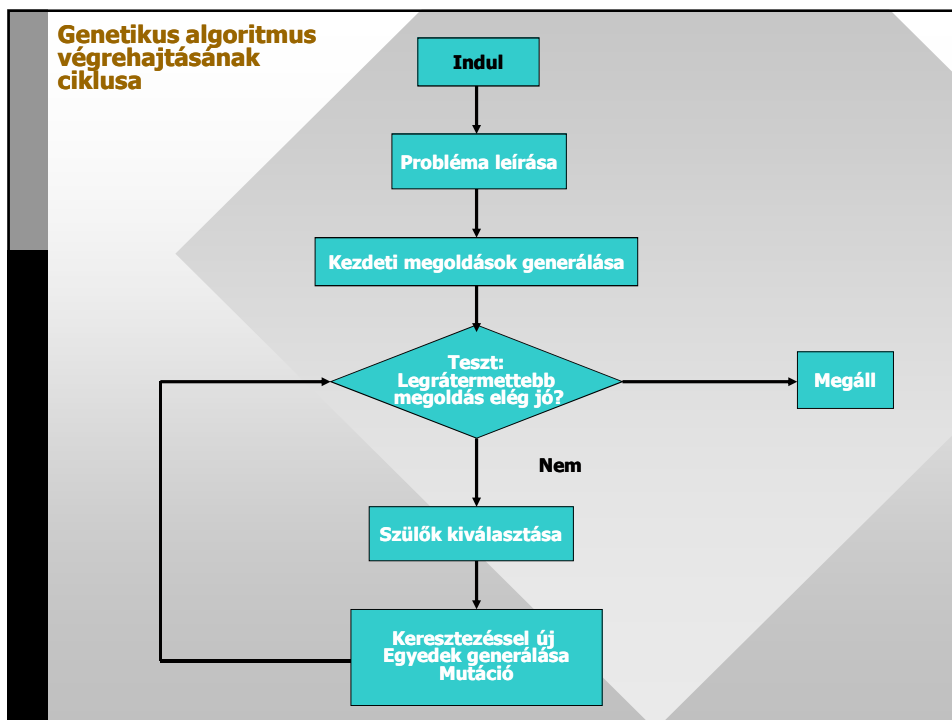 Genetikus algoritmus
végrehajtásának
ciklusa
Indul
Probléma leírása
Kezdeti megoldások generálása
Teszt:
Legrátermettebb
megoldás elég jó?
Megáll
Nem
Szülők kiválasztása
Keresztezéssel új
Egyedek generálása
Mutáció